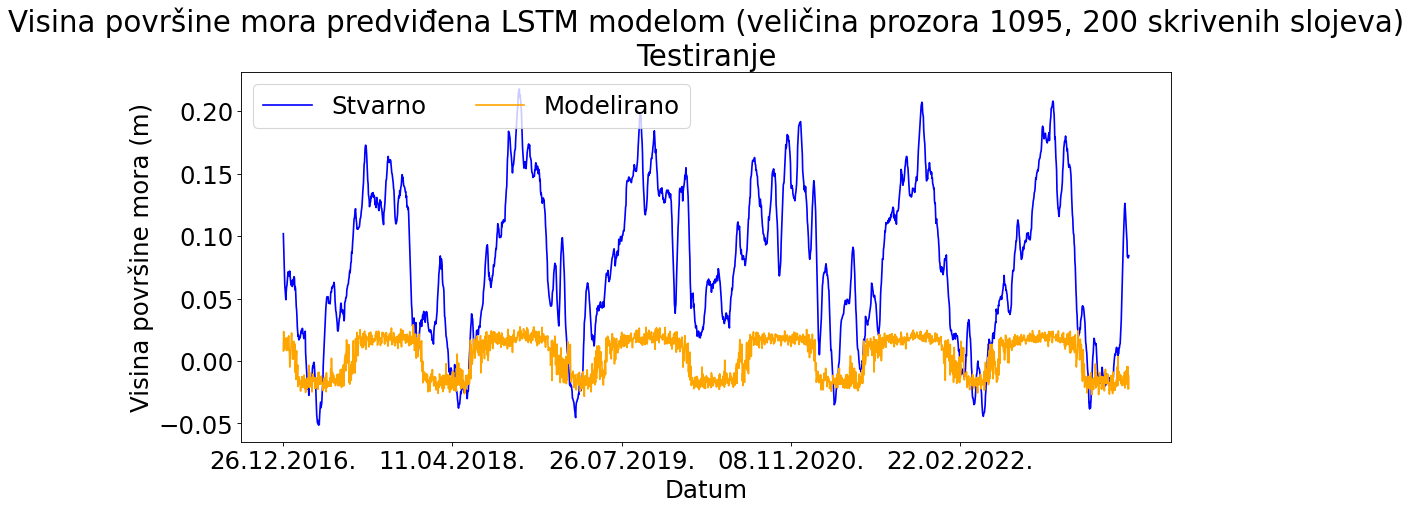 Visina površine mora predviđena LSTM modelom (veličina prozora 1095, 200 skrivenih slojeva)
Testiranje
Stvarno Modelirano
Visina površine mora (m)
0.20
0.15
0.10
0.05
0.00
−0.05
26.12.2016. 11.04.2018. 26.07.2019. 08.11.2020. 22.02.2022.
Datum